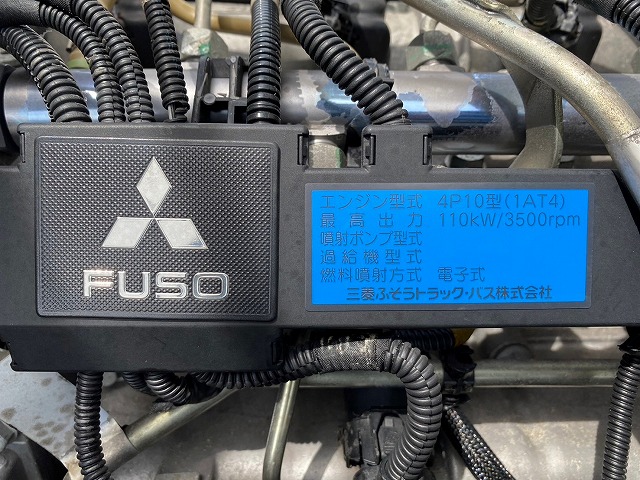 FUSO
エンジン型式 4P10型(1AT4)
最高出力 110kW/3500rpm
噴射ポンプ型式
過給機型式
燃料噴射方式 電子式
三菱ふそうトラック・バス株式会社